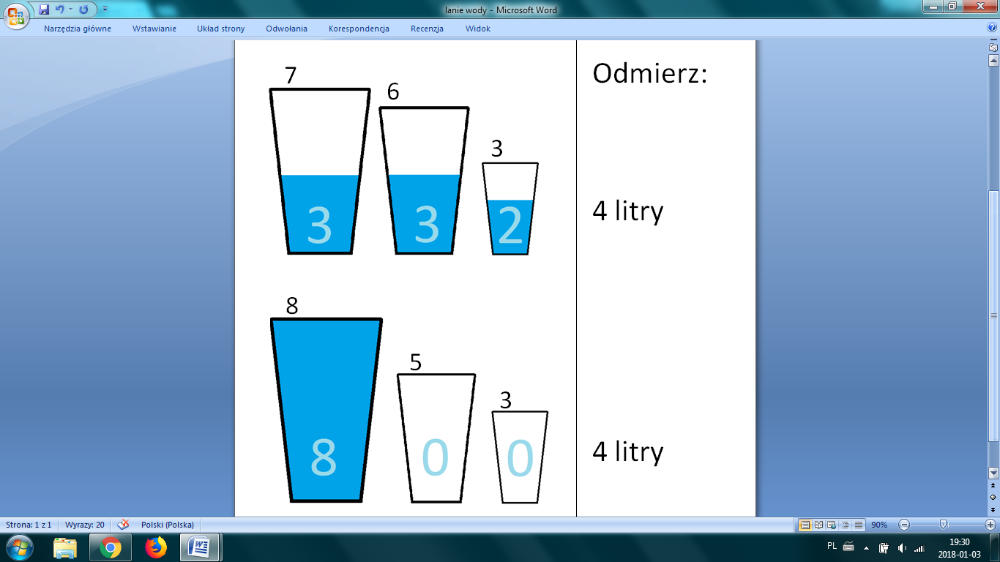 lanie wody - Microsoft Word
Narzędzia główne
Wstawianie
Układ strony
Odwołania
Korespondencja
Recenzja
Widok
7
6
3
3
3
2
Odmierz:
4 litry
8
5
3
8
0
0
4 litry
Strona: 1 z 1
Wyrazy: 20
Polski (Polska)
90%
PL
19:30
2018-01-03